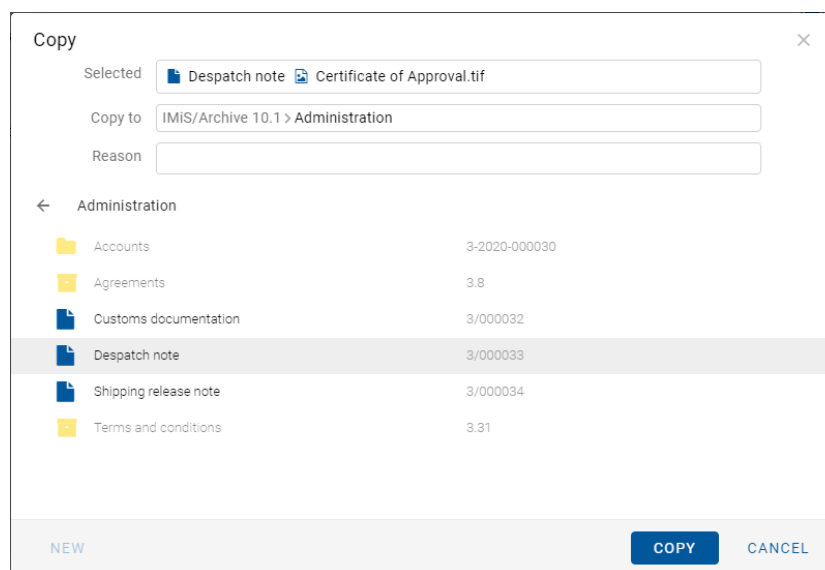 Copy
Selected Despatch note Certificate of Approval.tif
Copy to IMiS/Archive 10.1 > Administration
Reason
Administration
Accounts 3-2020-000030
Agreements 3.8
Customs documentation 3/000032
Despatch note 3/000033
Shipping release note 3/000034
Terms and conditions 3.31
NEW COPY CANCEL